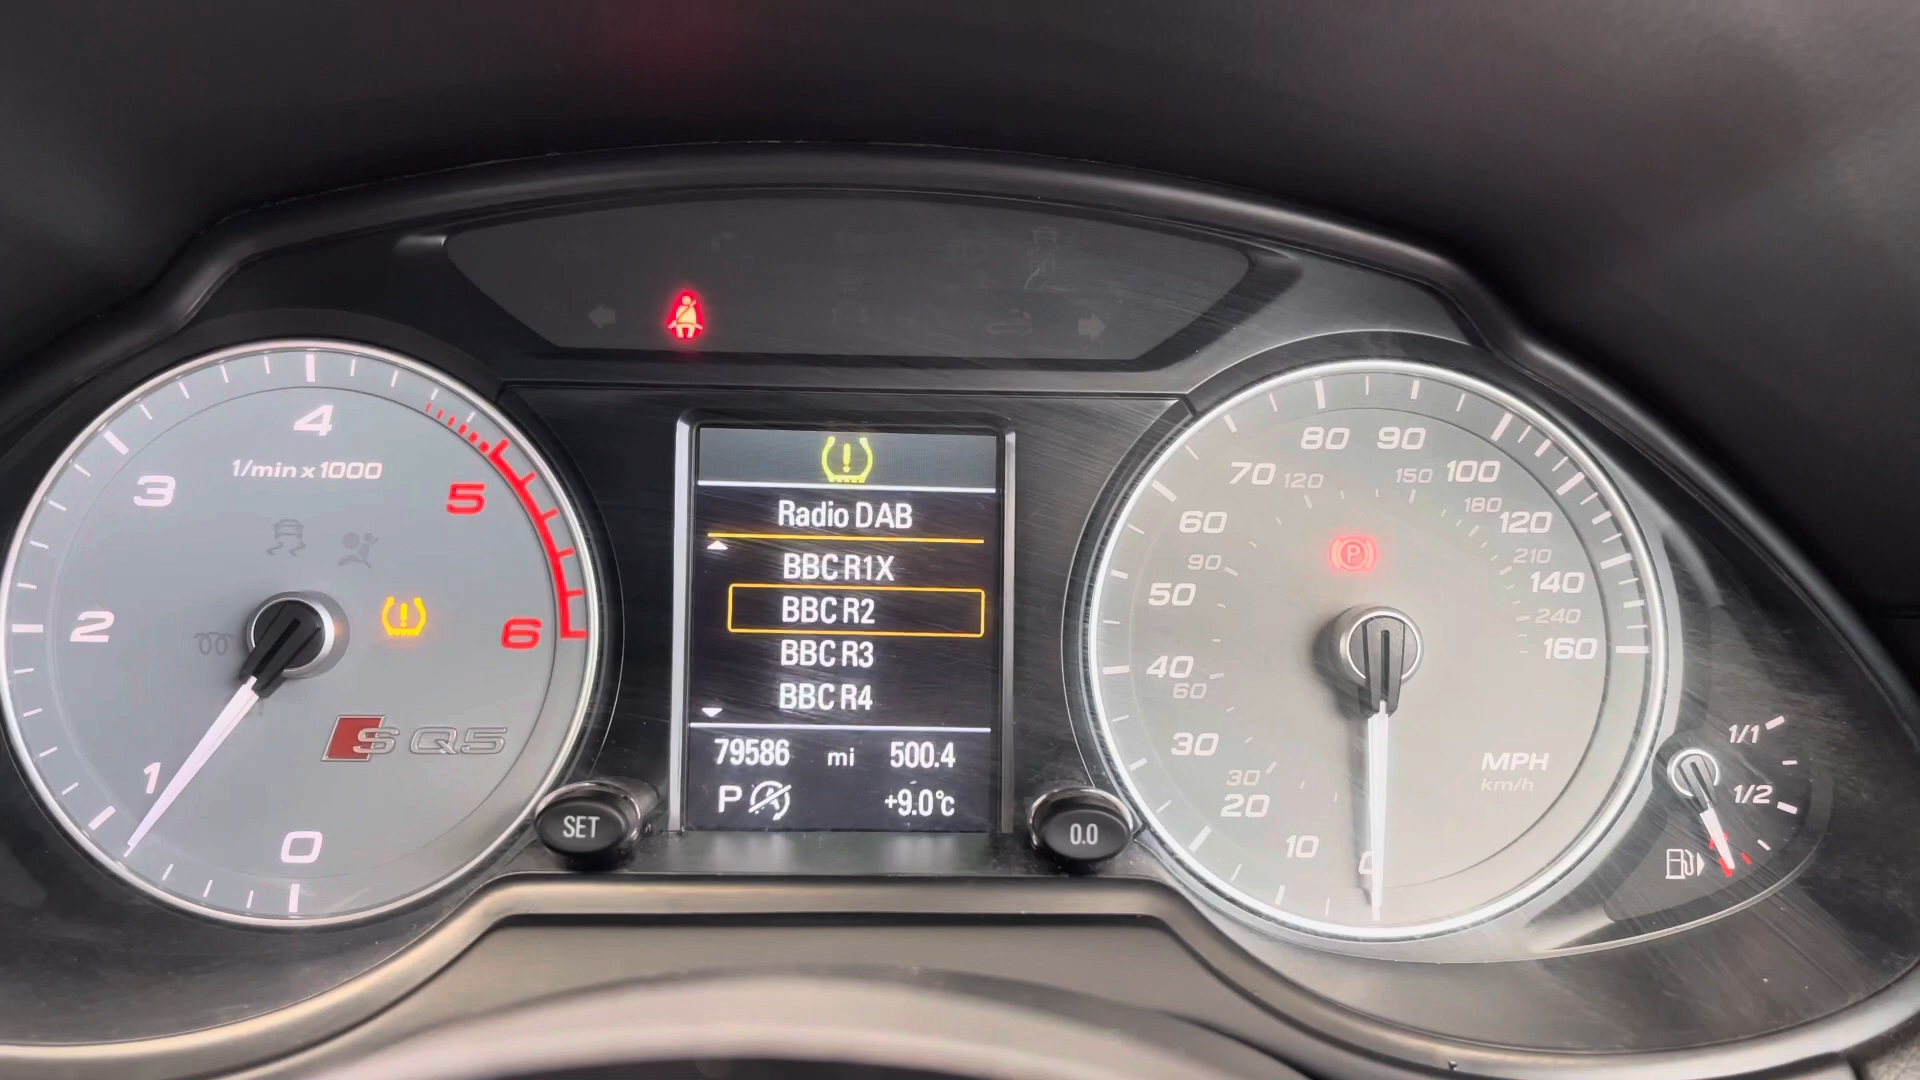 4
3
1/min x 1000
5
2
6
S SQ5
1
0
SET
Radio DAB
BBC R1X
BBC R2
BBC R3
BBC R4
79586 mi 500.4
P A +9.0°c
0.0
80 90
70 120 150 100
180
60 120
90 210
P 140
50 240
160
40
60
30
MPH
km/h
30
20
10
0
1/1
1/2